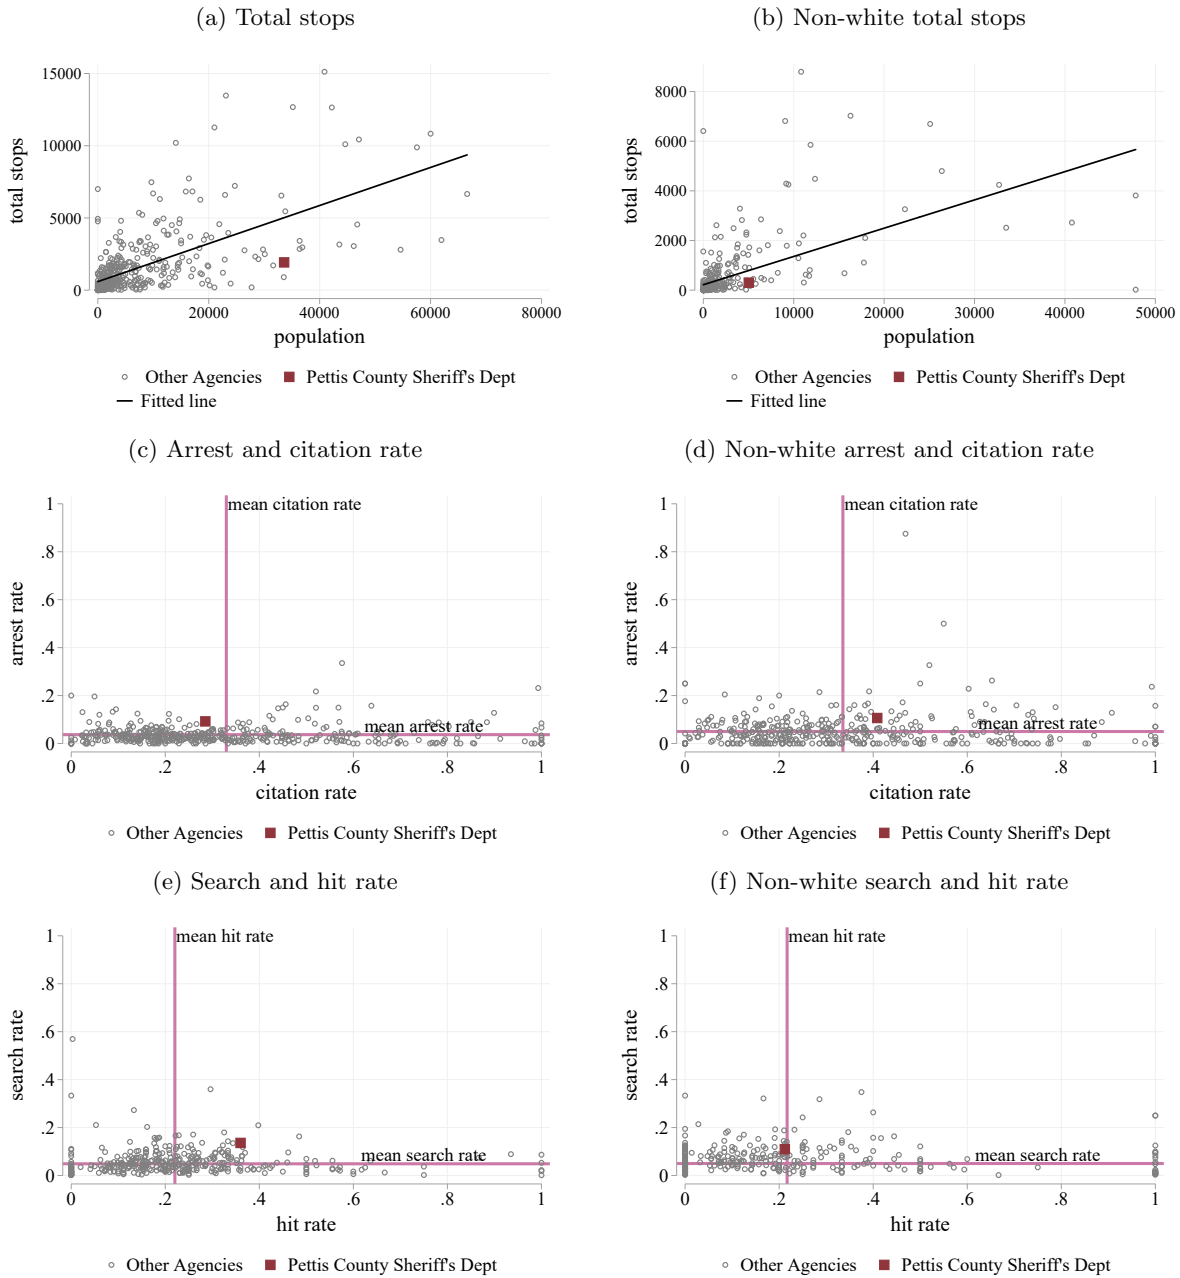 (a) Total stops
(b) Non-white total stops
15000
10000
5000
0
total stops
0 20000 40000 60000 80000
population
Other Agencies Pettis County Sheriff's Dept
Fitted line
8000
6000
4000
2000
0
total stops
0 10000 20000 30000 40000 50000
population
Other Agencies Pettis County Sheriff's Dept
Fitted line
(c) Arrest and citation rate
(d) Non-white arrest and citation rate
1
.8
.6
.4
.2
0
arrest rate
mean citation rate
mean arrest rate
0 .2 .4 .6 .8 1
citation rate
Other Agencies Pettis County Sheriff's Dept
1
.8
.6
.4
.2
0
arrest rate
mean citation rate
mean arrest rate
0 .2 .4 .6 .8 1
citation rate
Other Agencies Pettis County Sheriff's Dept
(e) Search and hit rate
(f) Non-white search and hit rate
1
.8
.6
.4
.2
0
search rate
mean hit rate
mean search rate
0 .2 .4 .6 .8 1
hit rate
Other Agencies Pettis County Sheriff's Dept
1
.8
.6
.4
.2
0
search rate
mean hit rate
mean search rate
0 .2 .4 .6 .8 1
hit rate
Other Agencies Pettis County Sheriff's Dept